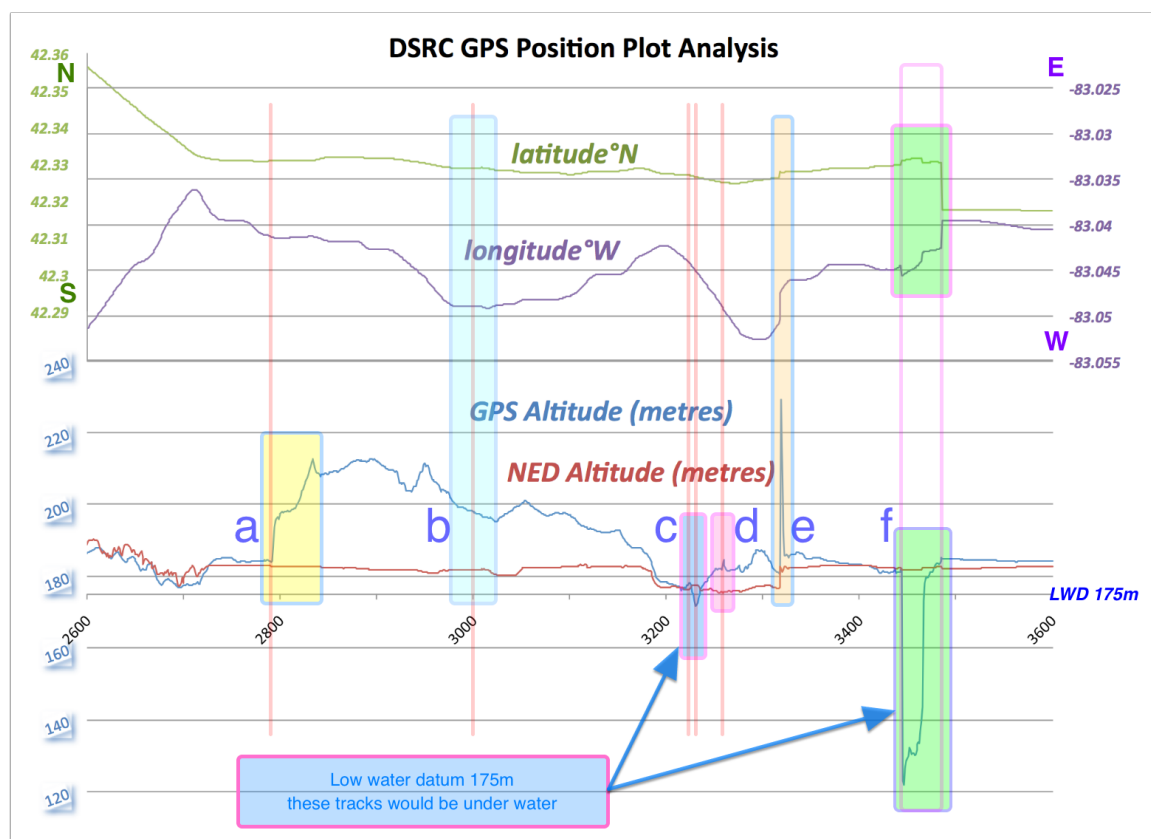 DSRC GPS Position Plot Analysis
42.36
N
42.35
42.34
42.33
42.32
42.31
42.3
S
42.29
E
-83.025
-83.03
-83.035
-83.04
-83.045
-83.05
W
-83.055
latitude°N
longitude°W
240
220
200
180
160
140
120
GPS Altitude (metres)
NED Altitude (metres)
a
b
c
d
e
f
LWD 175m
2600
2800
3000
3200
3400
3600
Low water datum 175m
these tracks would be under water